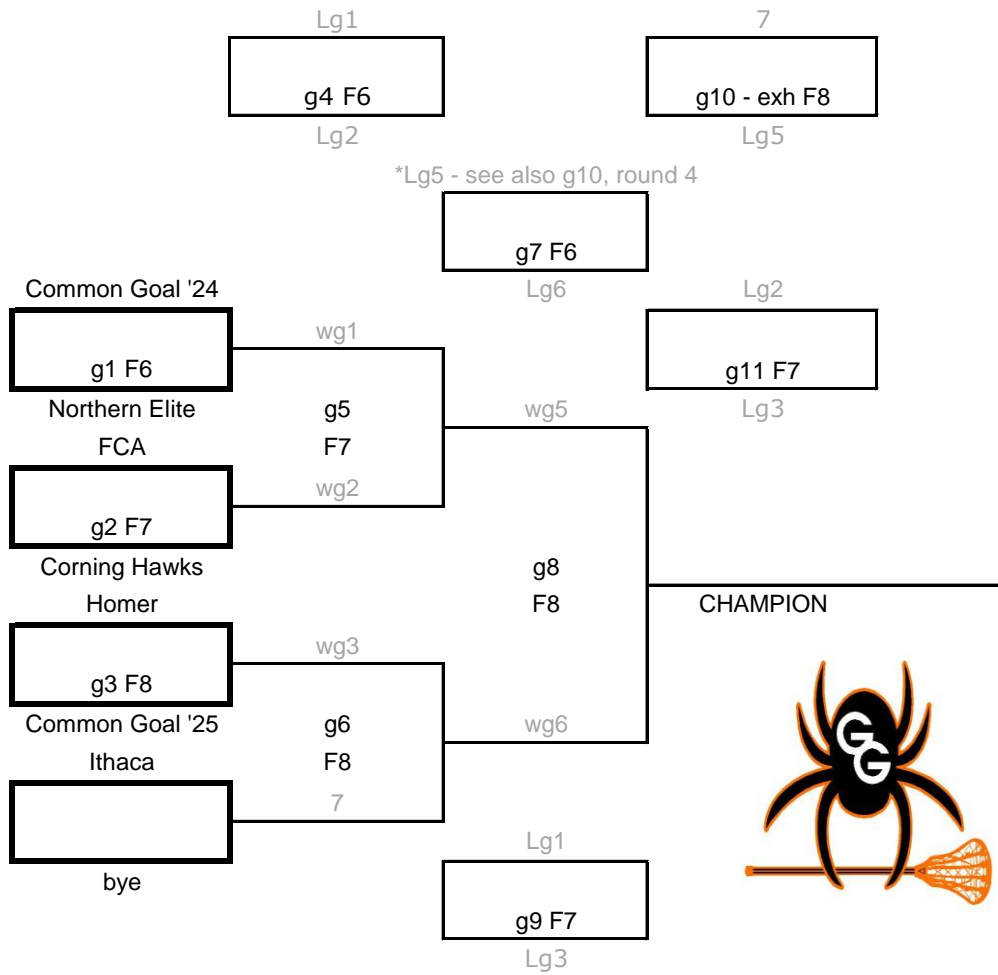 Lg1
7
g4 F6
g10 - exh F8
Lg2
Lg5
*Lg5 - see also g10, round 4
g7 F6
Common Goal '24
Lg6
Lg2
wg1
g1 F6
g11 F7
Northern Elite
g5
wg5
Lg3
FCA
F7
wg2
g2 F7
Corning Hawks
g8
Homer
F8
CHAMPION
wg3
g3 F8
Common Goal '25
g6
wg6
GG
Ithaca
F8
7
Lg1
bye
g9 F7
Lg3